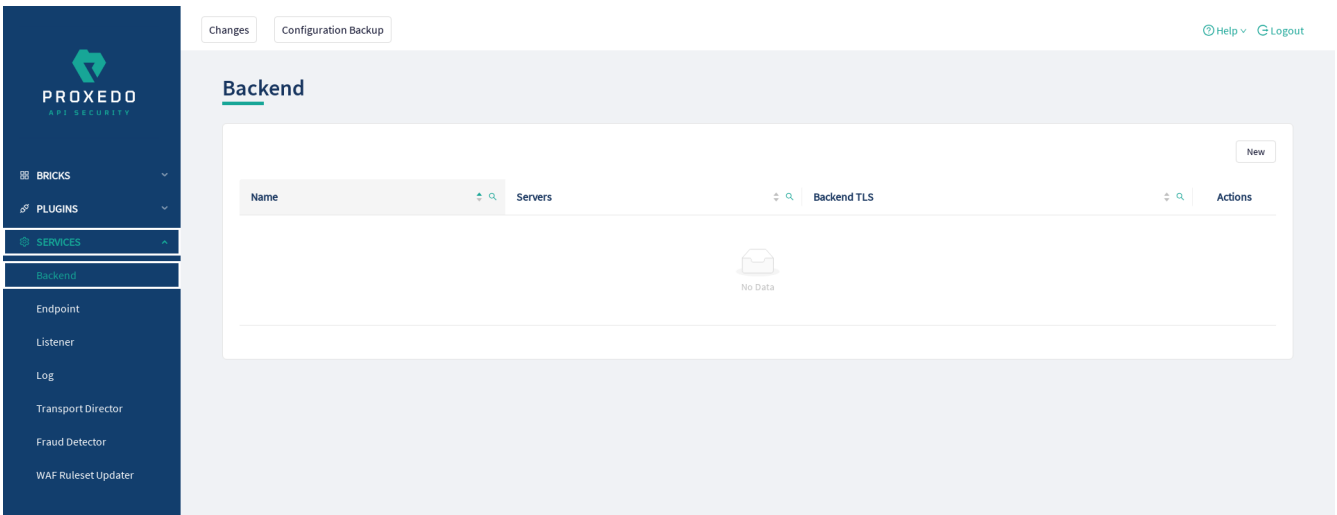 Changes Configuration Backup Help Logout
PROXEDO
API SECURITY
Backend
New
BRICKS
PLUGINS
SERVICES
Backend
Endpoint
Listener
Log
Transport Director
Fraud Detector
WAF Ruleset Updater
Name Servers Backend TLS Actions
No Data